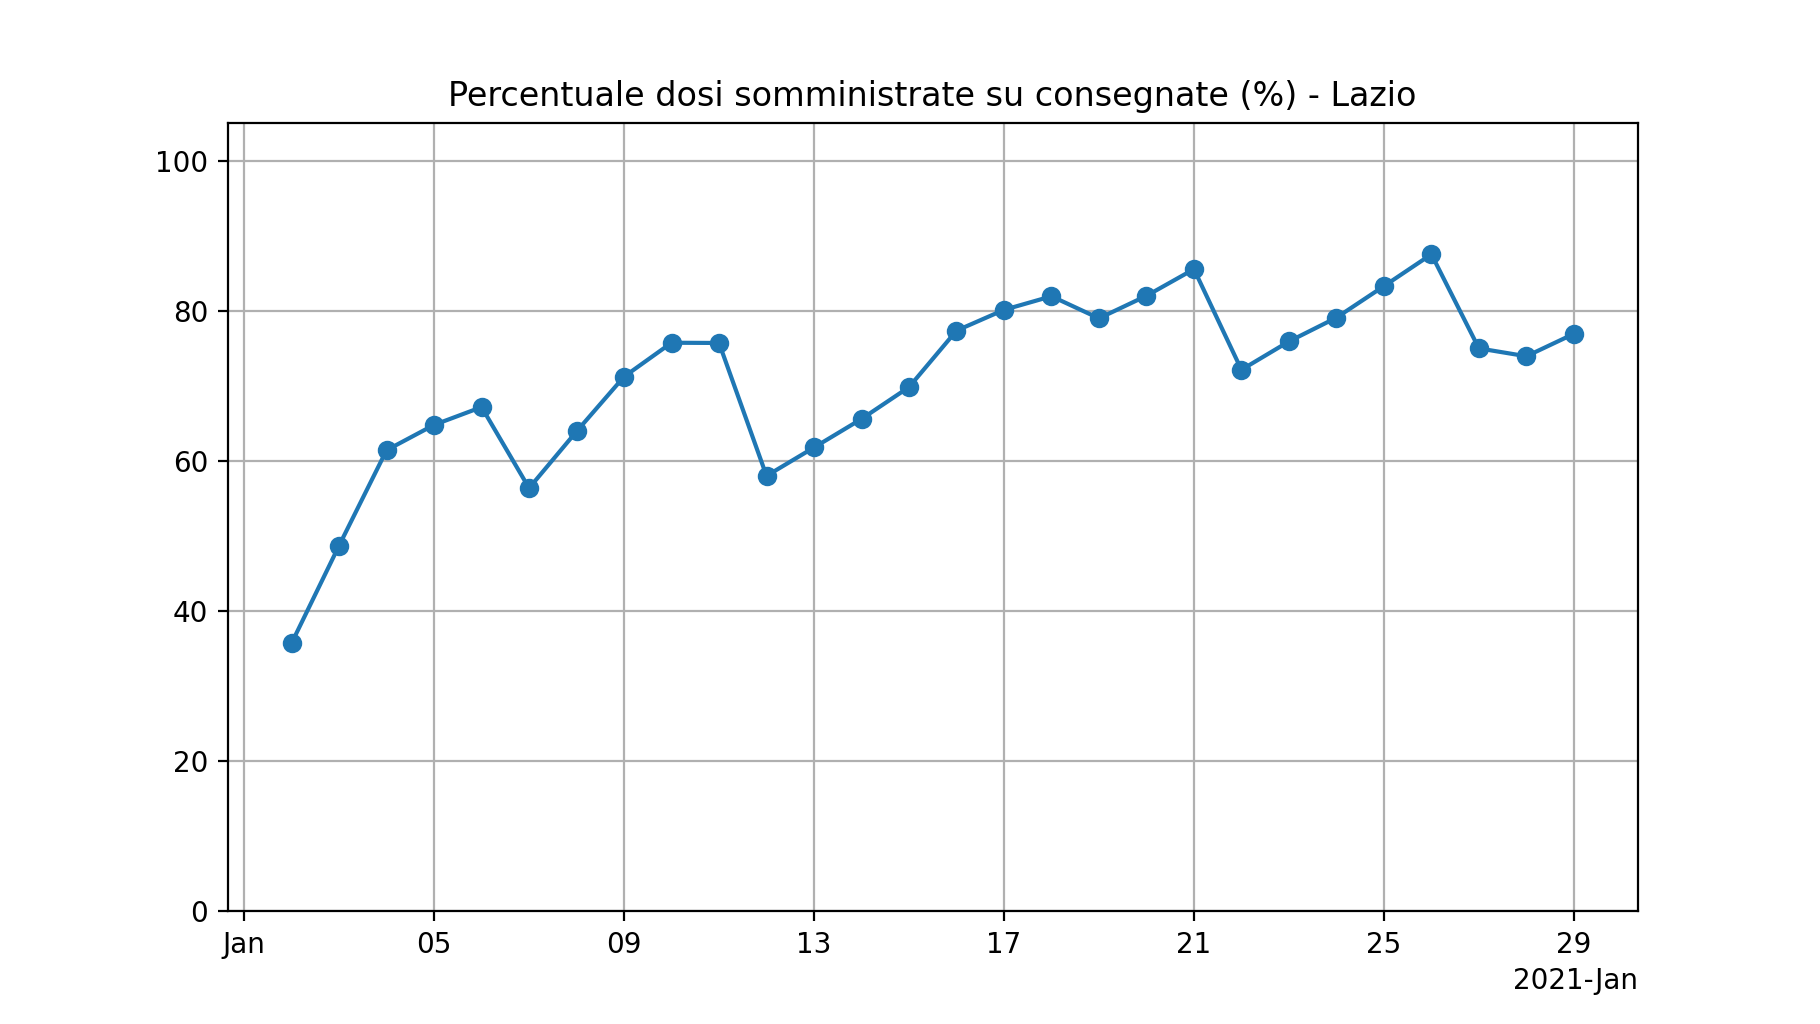 Percentuale dosi somministrate su consegnate (%) - Lazio
100
80
60
40
20
0
Jan 05 09 13 17 21 25 29
2021-Jan